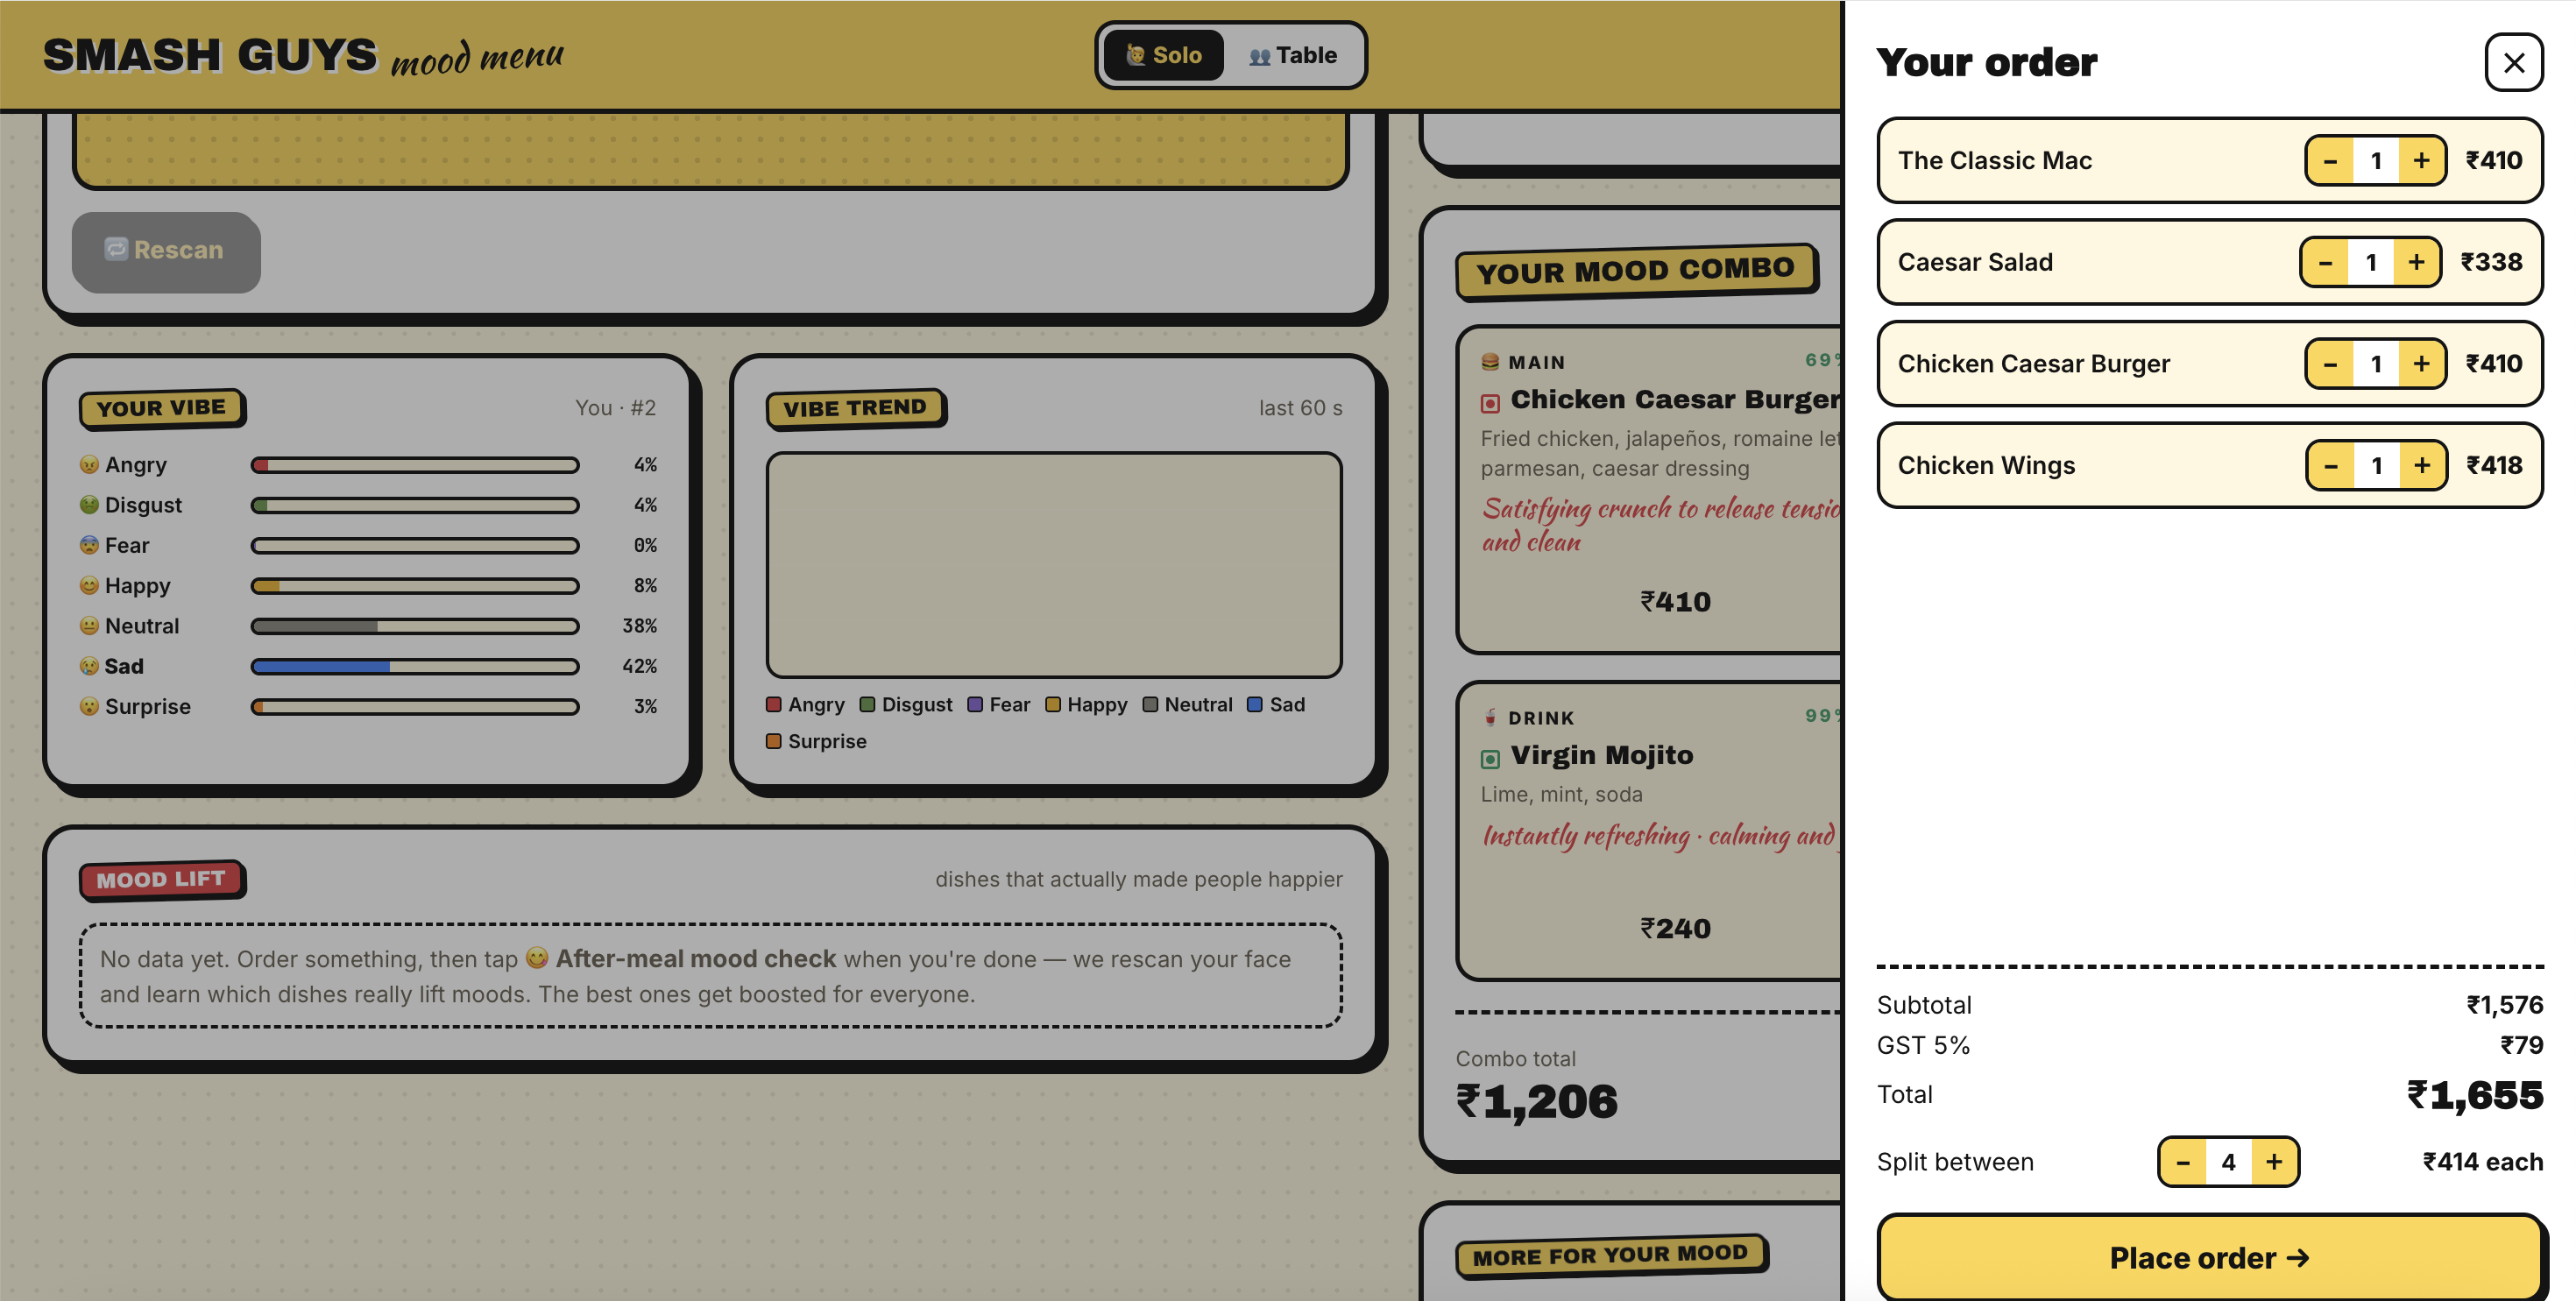 SMASH GUYS mood menu
Solo
Table
Rescan
YOUR VIBE
You · #2
Angry 4%
Disgust 4%
Fear 0%
Happy 8%
Neutral 38%
Sad 42%
Surprise 3%
VIBE TREND
last 60 s
Angry Disgust Fear Happy Neutral Sad
Surprise
MOOD LIFT
dishes that actually made people happier
No data yet. Order something, then tap After-meal mood check when you're done — we rescan your face
and learn which dishes really lift moods. The best ones get boosted for everyone.
YOUR MOOD COMBO
MAIN 69%
Chicken Caesar Burger
Fried chicken, jalapeños, romaine
parmesan, caesar dressing
Satisfying crunch to release
and clean
₹410
DRINK 99%
Virgin Mojito
Lime, mint, soda
Instantly refreshing · calming and
₹240
Combo total
₹1,206
MORE FOR YOUR MOOD
Your order
The Classic Mac − 1 + ₹410
Caesar Salad − 1 + ₹338
Chicken Caesar Burger − 1 + ₹410
Chicken Wings − 1 + ₹418
Subtotal ₹1,576
GST 5% ₹79
Total ₹1,655
Split between − 4 + ₹414 each
Place order →